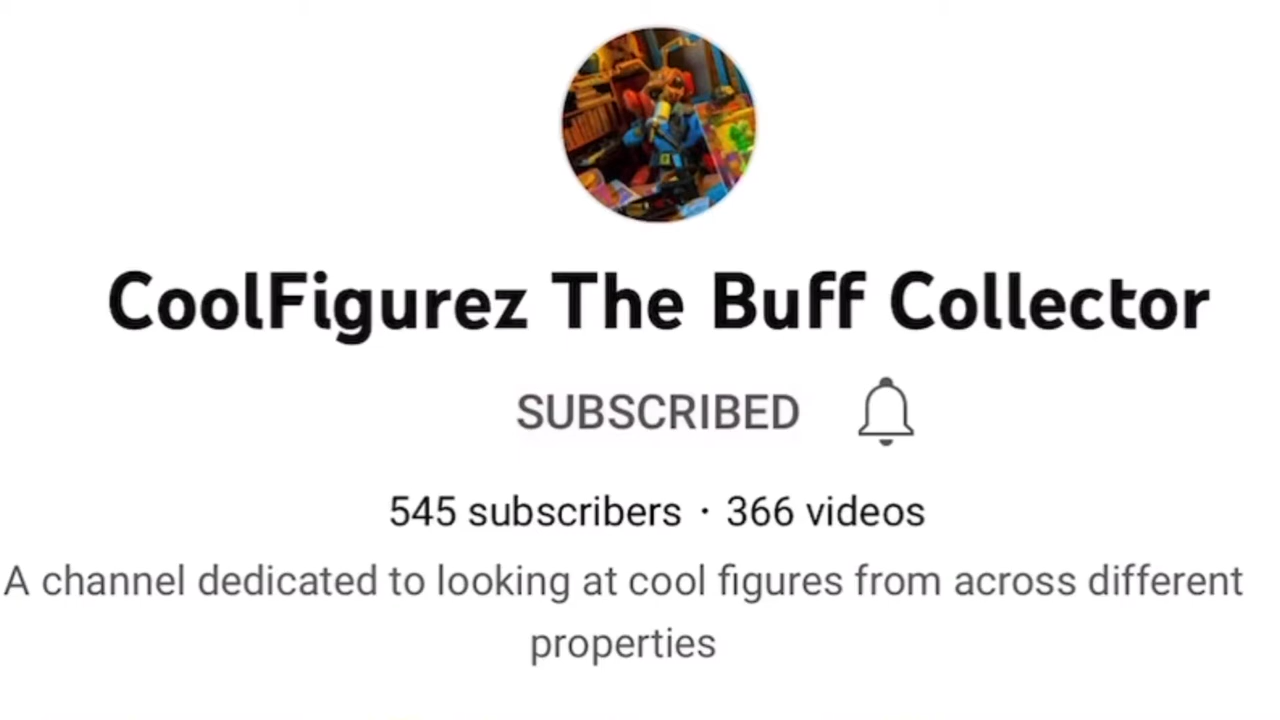 CoolFigurez The Buff Collector
SUBSCRIBED
545 subscribers · 366 videos
A channel dedicated to looking at cool figures from across different
properties